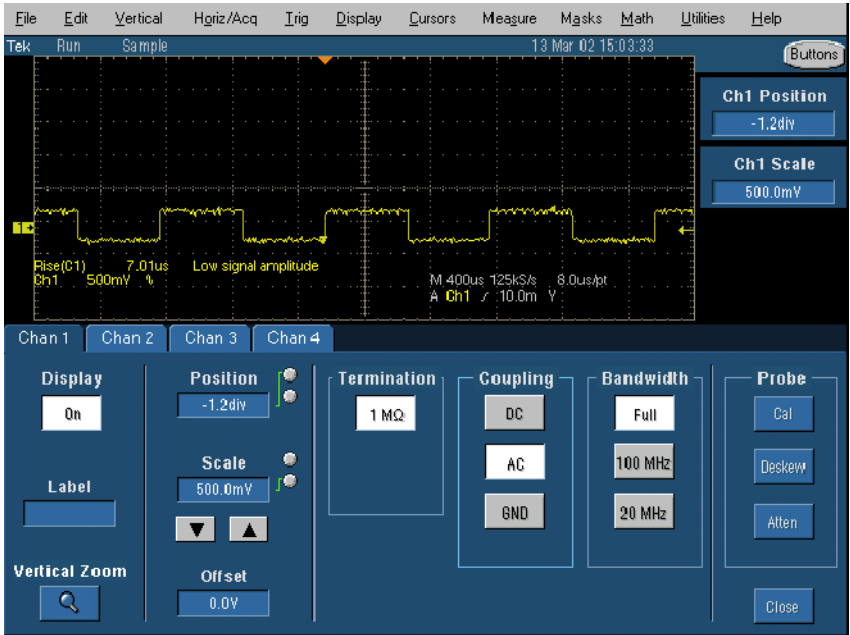 File Edit Vertical Horiz/Acq Trig Display Cursors Measure Masks Math Utilities Help
Tek Run Sample 13 Mar 02 15:03:33
Buttons
Ch1 Position
-1.2div
Ch1 Scale
500.0mV
1
Rise(C1) 7.01us Low signal amplitude
Ch1 500mV
M 400us 125kS/s 8.0us/pt
A Ch1 10.0m V
Chan 1 Chan 2 Chan 3 Chan 4
Display
On
Label
Vertical Zoom
Position
-1.2div
Scale
500.0mV
Offset
0.0V
Termination
1 MΩ
Coupling
DC
AC
GND
Bandwidth
Full
100 MHz
20 MHz
Probe
Cal
Deskew
Atten
Close